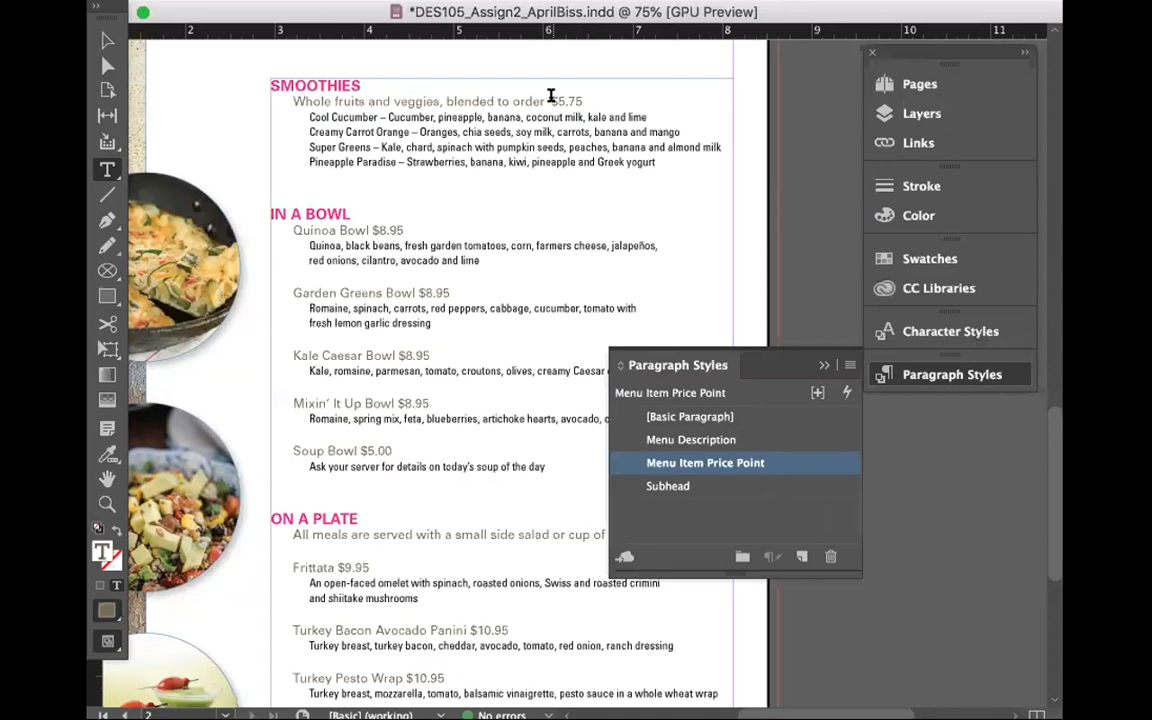 *DES105_Assign2_AprilBiss.indd @ 75% [GPU Preview]
2 3 4 5 6 7 8 9 10 11
SMOOTHIES
Whole fruits and veggies, blended to order $5.75
Cool Cucumber – Cucumber, pineapple, banana, coconut milk, kale and lime
Creamy Carrot Orange – Oranges, chia seeds, soy milk, carrots, banana and mango
Super Greens – Kale, chard, spinach with pumpkin seeds, peaches, banana and almond milk
Pineapple Paradise – Strawberries, banana, kiwi, pineapple and Greek yogurt
IN A BOWL
Quinoa Bowl $8.95
Quinoa, black beans, fresh garden tomatoes, corn, farmers cheese, jalapeños,
red onions, cilantro, avocado and lime
Garden Greens Bowl $8.95
Romaine, spinach, carrots, red peppers, cabbage, cucumber, tomato with
fresh lemon garlic dressing
Kale Caesar Bowl $8.95
Kale, romaine, parmesan, tomato, croutons, olives, creamy Caesar
Mixin' It Up Bowl $8.95
Romaine, spring mix, feta, blueberries, artichoke hearts, avocado,
Soup Bowl $5.00
Ask your server for details on today's soup of the day
ON A PLATE
All meals are served with a small side salad or cup of
Frittata $9.95
An open-faced omelet with spinach, roasted onions, Swiss and roasted crimini
and shiitake mushrooms
Turkey Bacon Avocado Panini $10.95
Turkey breast, turkey bacon, cheddar, avocado, tomato, red onion, ranch dressing
Turkey Pesto Wrap $10.95
Turkey breast, mozzarella, tomato, balsamic vinaigrette, pesto sauce in a whole wheat wrap
Pages
Layers
Links
Stroke
Color
Swatches
CC Libraries
Character Styles
Paragraph Styles
Paragraph Styles
Menu Item Price Point
[Basic Paragraph]
Menu Description
Menu Item Price Point
Subhead
2 [Basic] (working) No errors